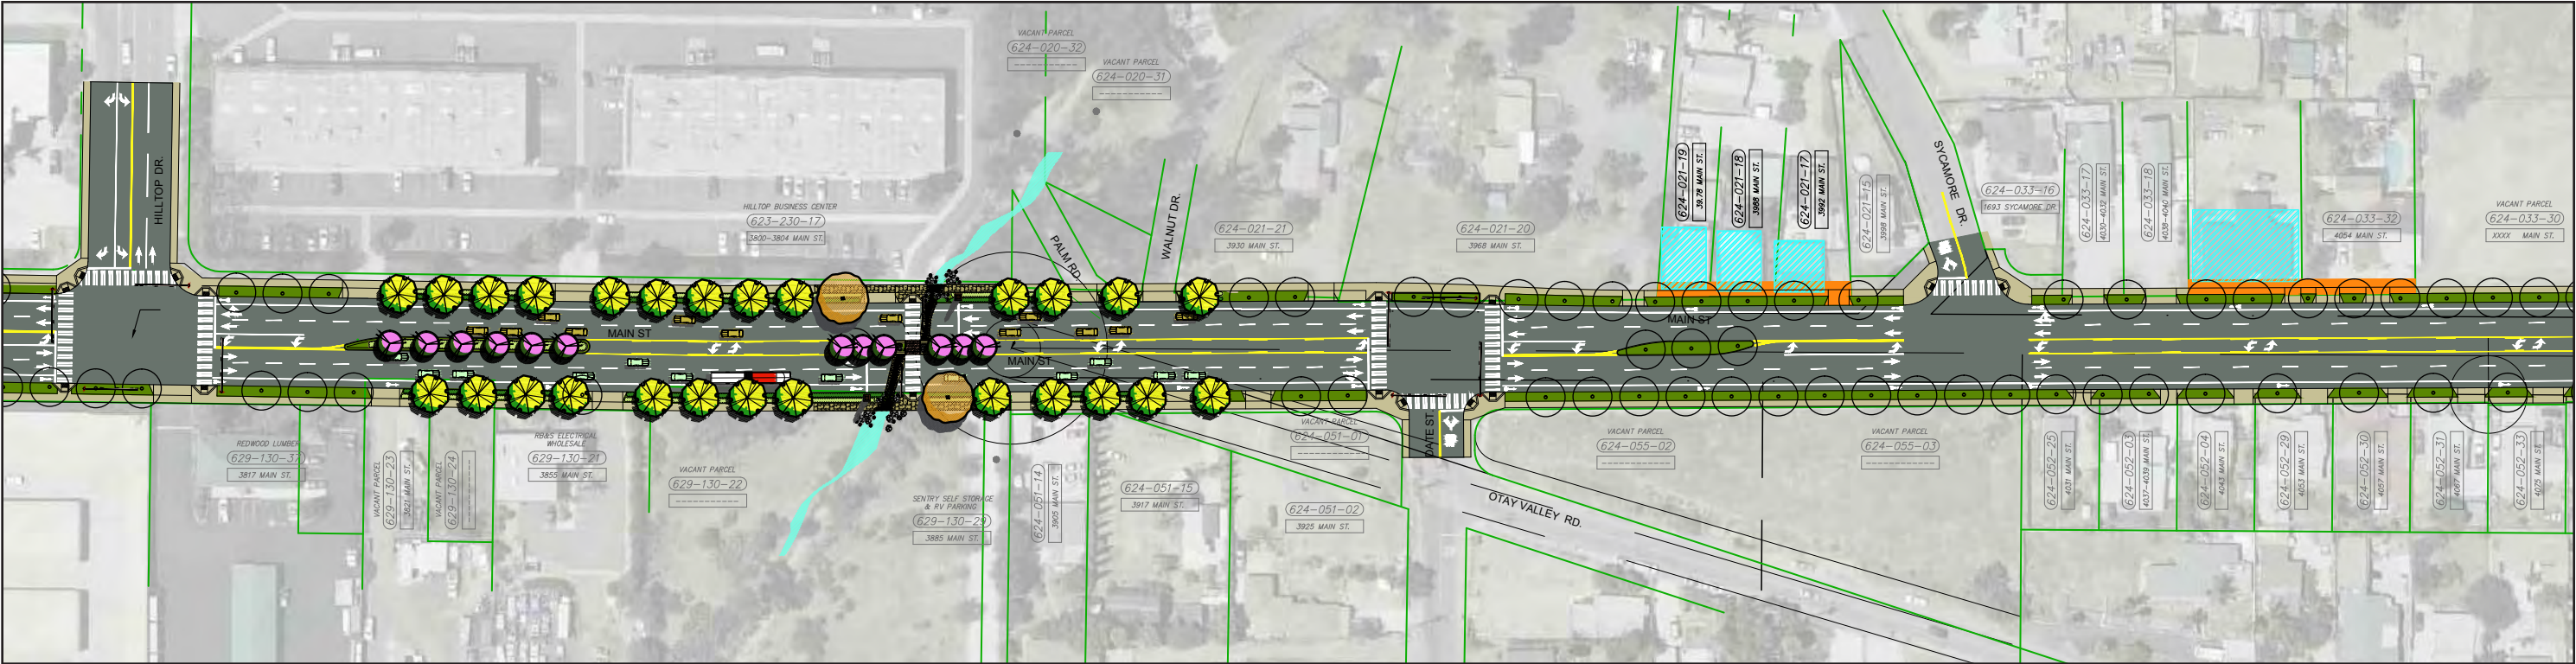 VACANT PARCEL
624-020-32
VACANT PARCEL
624-020-31
HILLTOP DR.
HILLTOP BUSINESS CENTER
623-230-17
3800-3804 MAIN ST.
PALM RD
WALNUT DR.
624-021-21
3930 MAIN ST.
624-021-20
3968 MAIN ST.
624-021-19
39.78 MAIN ST.
624-021-18
3988 MAIN ST.
624-021-17
3992 MAIN ST.
624-021-15
3998 MAIN ST.
SYCAMORE DR.
624-033-16
1693 SYCAMORE DR.
624-033-17
4030-4032 MAIN ST.
624-033-18
4038-4040 MAIN ST.
624-033-32
4054 MAIN ST.
VACANT PARCEL
624-033-30
XXXX MAIN ST.
MAIN ST
MAIN ST
MAIN ST
REDWOOD LUMBER
629-130-37
3817 MAIN ST.
VACANT PARCEL
629-130-23
3821 MAIN ST.
VACANT PARCEL
629-130-24
RB&S ELECTRICAL
WHOLESALE
629-130-21
3855 MAIN ST.
VACANT PARCEL
629-130-22
SENTRY SELF STORAGE
& RV PARKING
629-130-29
3885 MAIN ST.
624-051-14
3905 MAIN ST.
624-051-15
3917 MAIN ST.
VACANT PARCEL
624-051-01
624-051-02
3925 MAIN ST.
DATE ST
OTAY VALLEY RD.
VACANT PARCEL
624-055-02
VACANT PARCEL
624-055-03
624-052-25
4031 MAIN ST.
624-052-03
4037-4039 MAIN ST.
624-052-04
4043 MAIN ST.
624-052-29
4053 MAIN ST.
624-052-30
4057 MAIN ST.
624-052-31
4067 MAIN ST.
624-052-33
4075 MAIN ST.